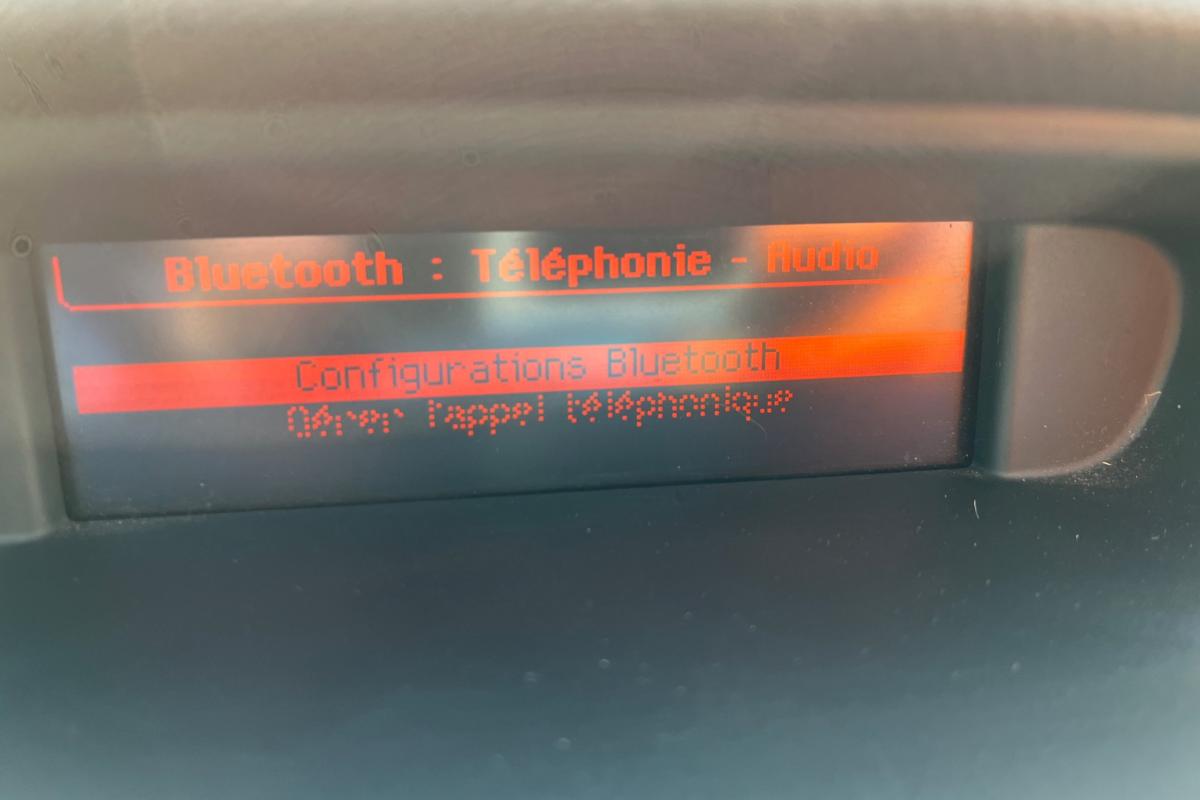 Bluetooth : Téléphonie - Audio
Configurations Bluetooth
Gérer l'appel téléphonique